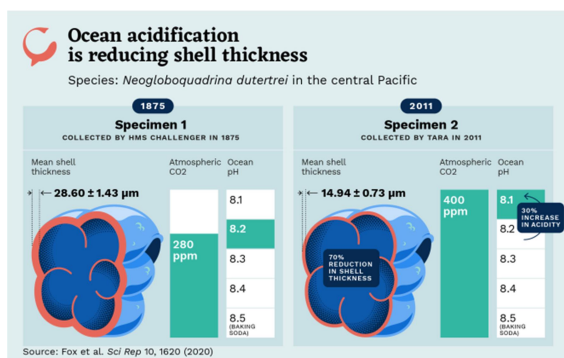 Ocean acidification
is reducing shell thickness
Species: Neogloboquadrina dutertrei in the central Pacific
1875
Specimen 1
COLLECTED BY HMS CHALLENGER IN 1875
Mean shell
thickness
28.60 ± 1.43 µm
Atmospheric
CO2
280
ppm
Ocean
pH
8.1
8.2
8.3
8.4
8.5
(BAKING
SODA)
2011
Specimen 2
COLLECTED BY TARA IN 2011
Mean shell
thickness
14.94 ± 0.73 µm
70%
REDUCTION
IN SHELL
THICKNESS
Atmospheric
CO2
400
ppm
Ocean
pH
8.1
8.2
8.3
8.4
8.5
(BAKING
SODA)
30%
INCREASE
IN ACIDITY
Source: Fox et al. Sci Rep 10, 1620 (2020)